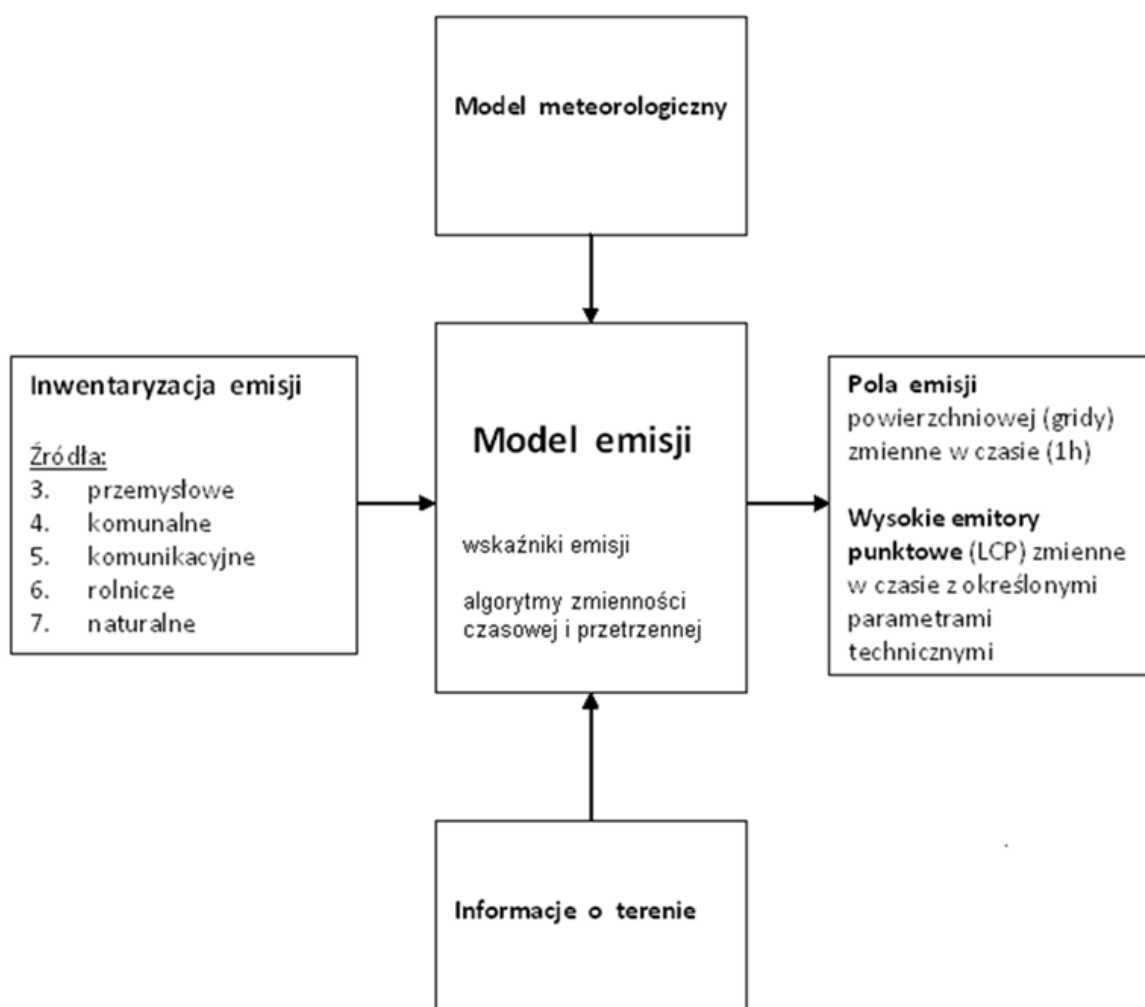 Model meteorologiczny
Inwentaryzacja emisji
Źródła:
3. przemysłowe
4. komunalne
5. komunikacyjne
6. rolnicze
7. naturalne
Model emisji
wskaźniki emisji
algorytmy zmienności
czasowej i przetrzennej
Pola emisji
powierzchniowej (gridy)
zmienne w czasie (1h)
Wysokie emitory
punktowe (LCP) zmienne
w czasie z określonymi
parametrami
technicznymi
Informacje o terenie